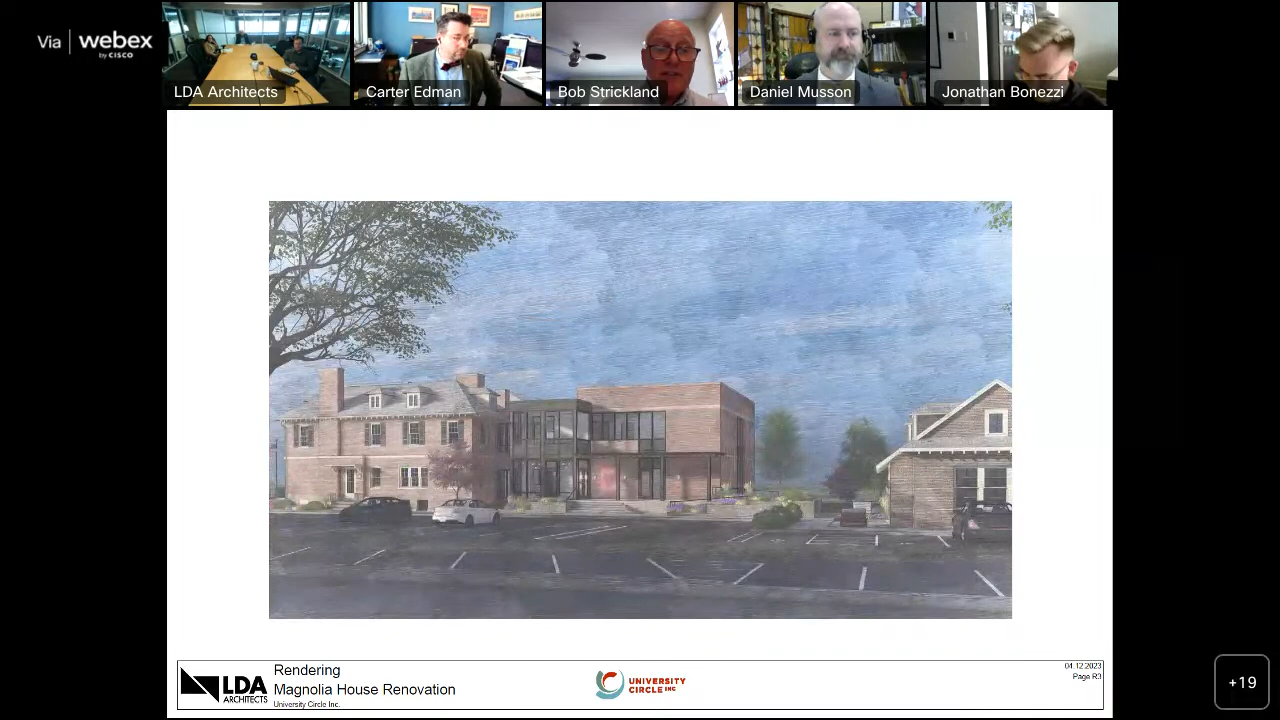 Via | webex
by CISCO
LDA Architects
Carter Edman
Bob Strickland
Daniel Musson
Jonathan Bonezzi
Rendering
Magnolia House Renovation
University Circle Inc.
LDA
ARCHITECTS
UNIVERSITY
CIRCLE INC
04.12.2023
Page R3
+19